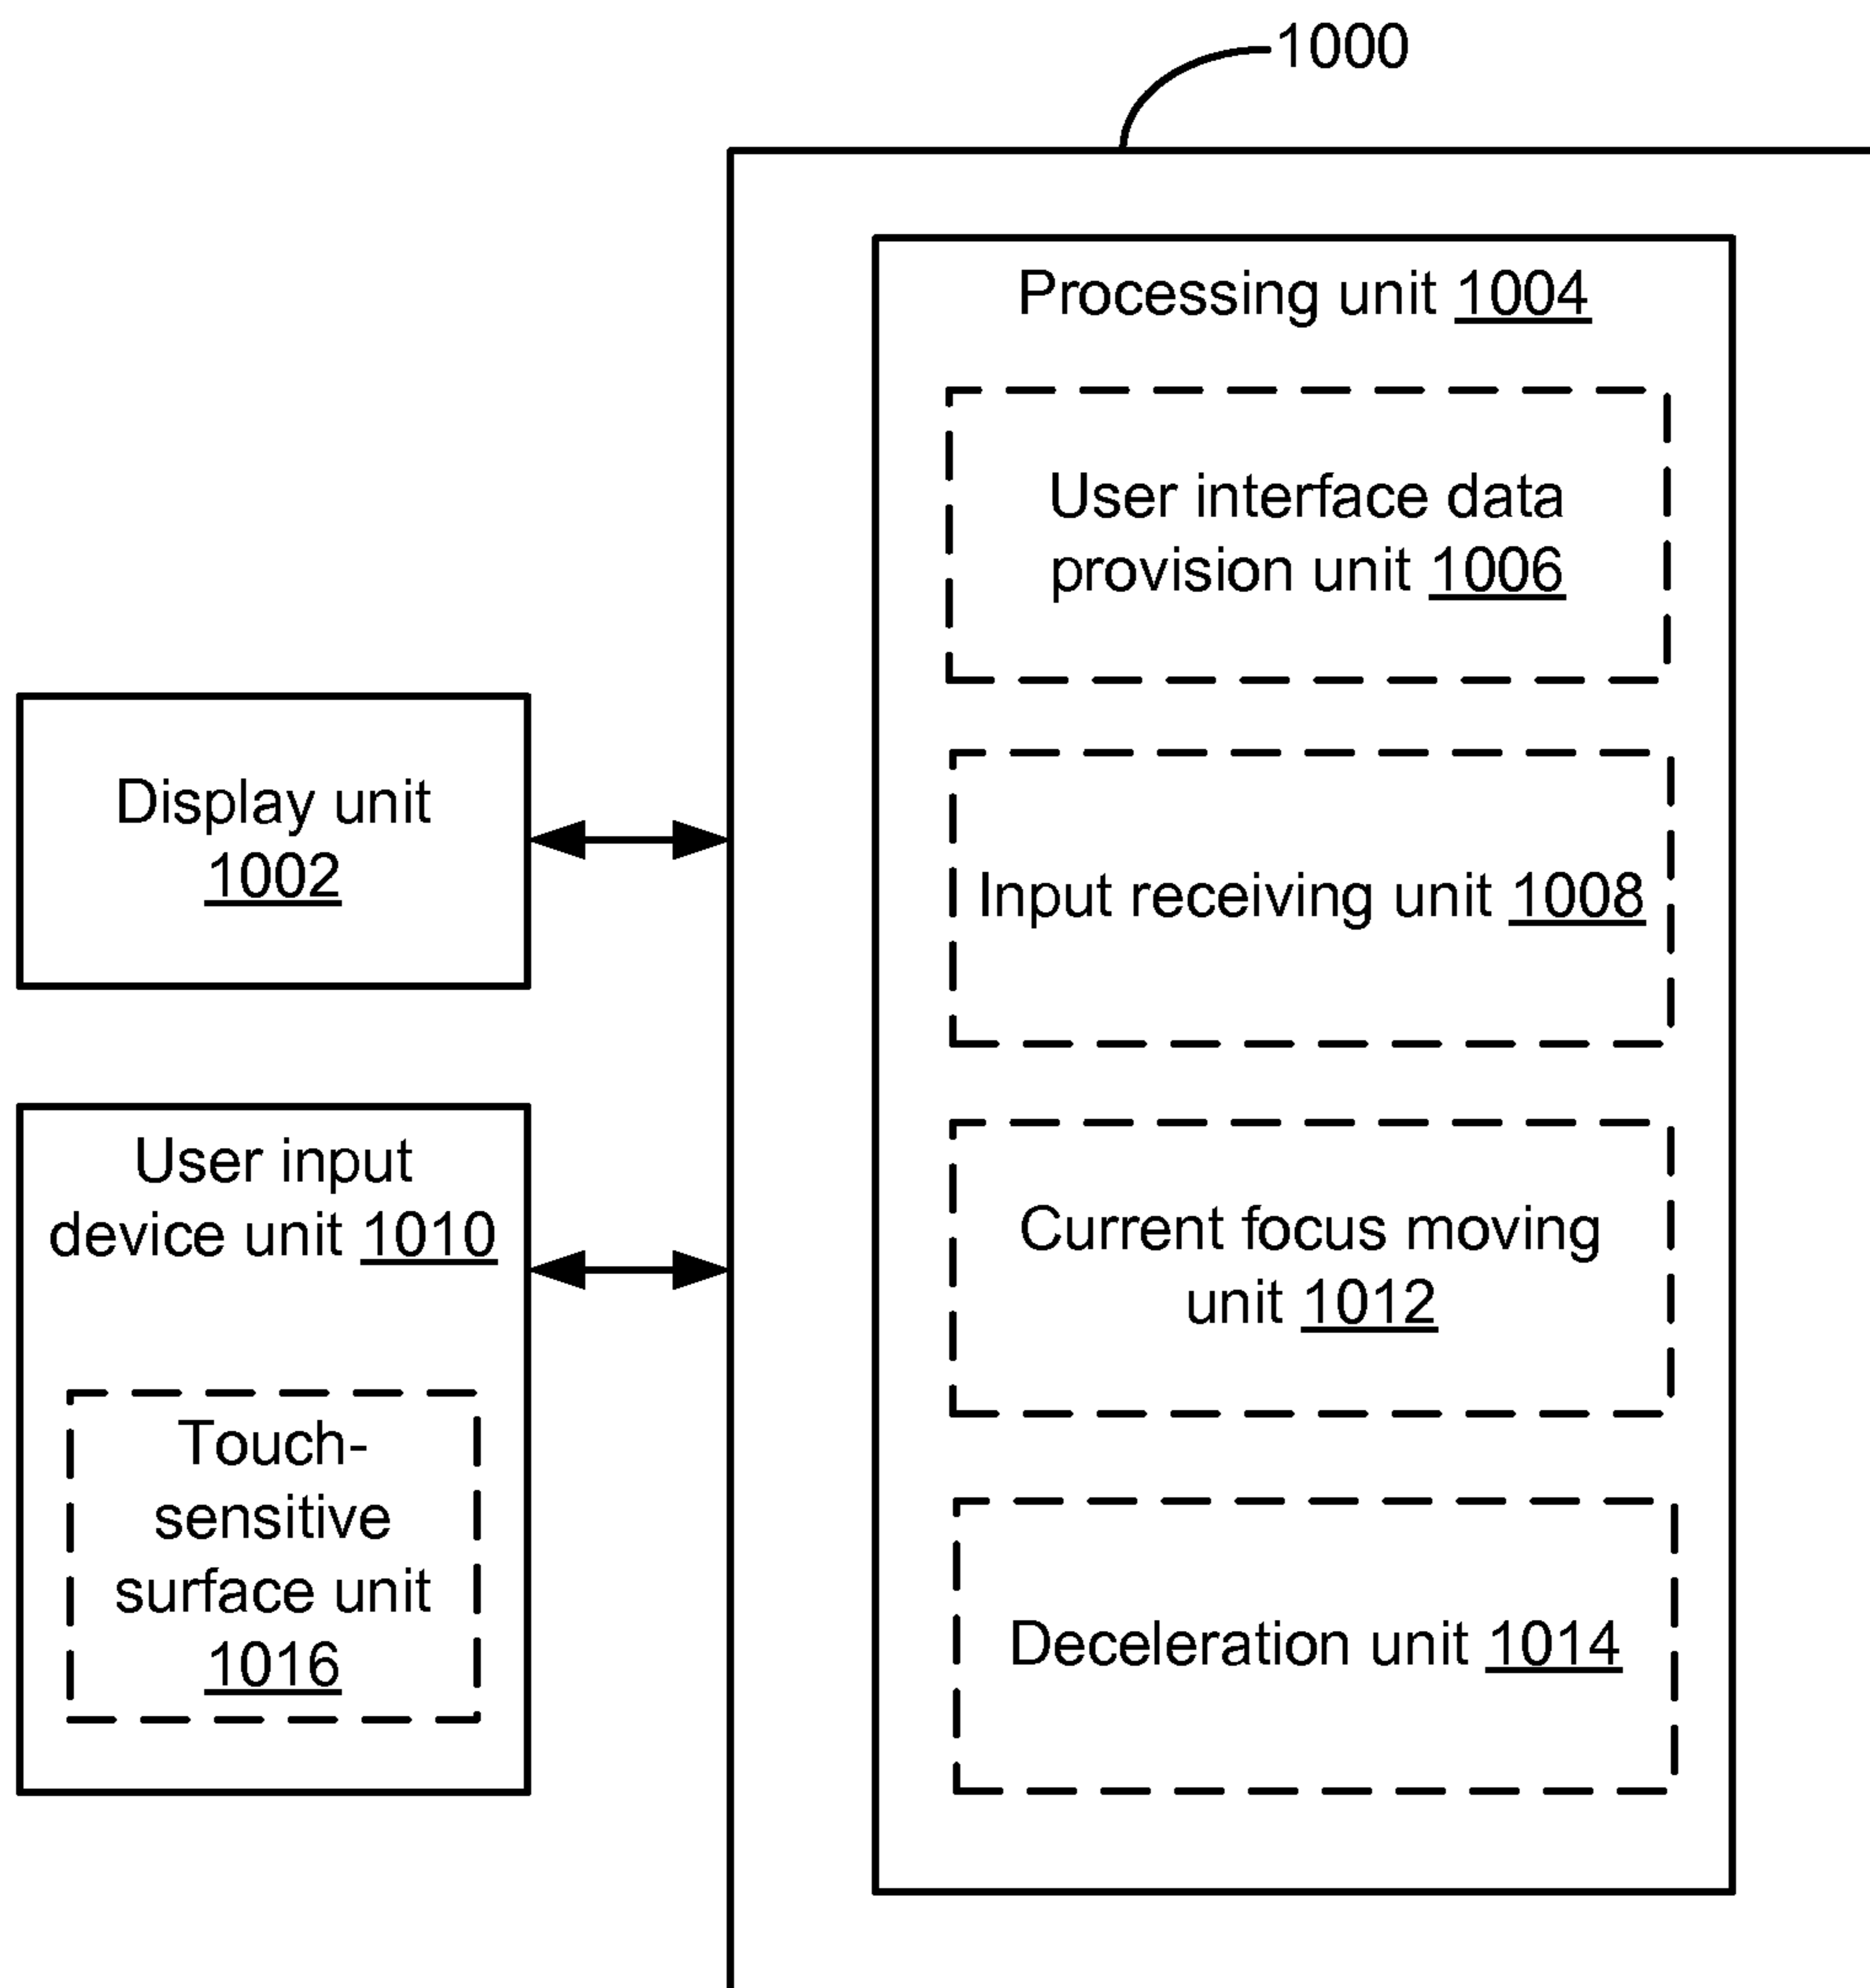 1000
Processing unit 1004
User interface data
provision unit 1006
Display unit
1002
Input receiving unit 1008
User input
device unit 1010
Current focus moving
unit 1012
Touch-
sensitive
surface unit
1016
Deceleration unit 1014